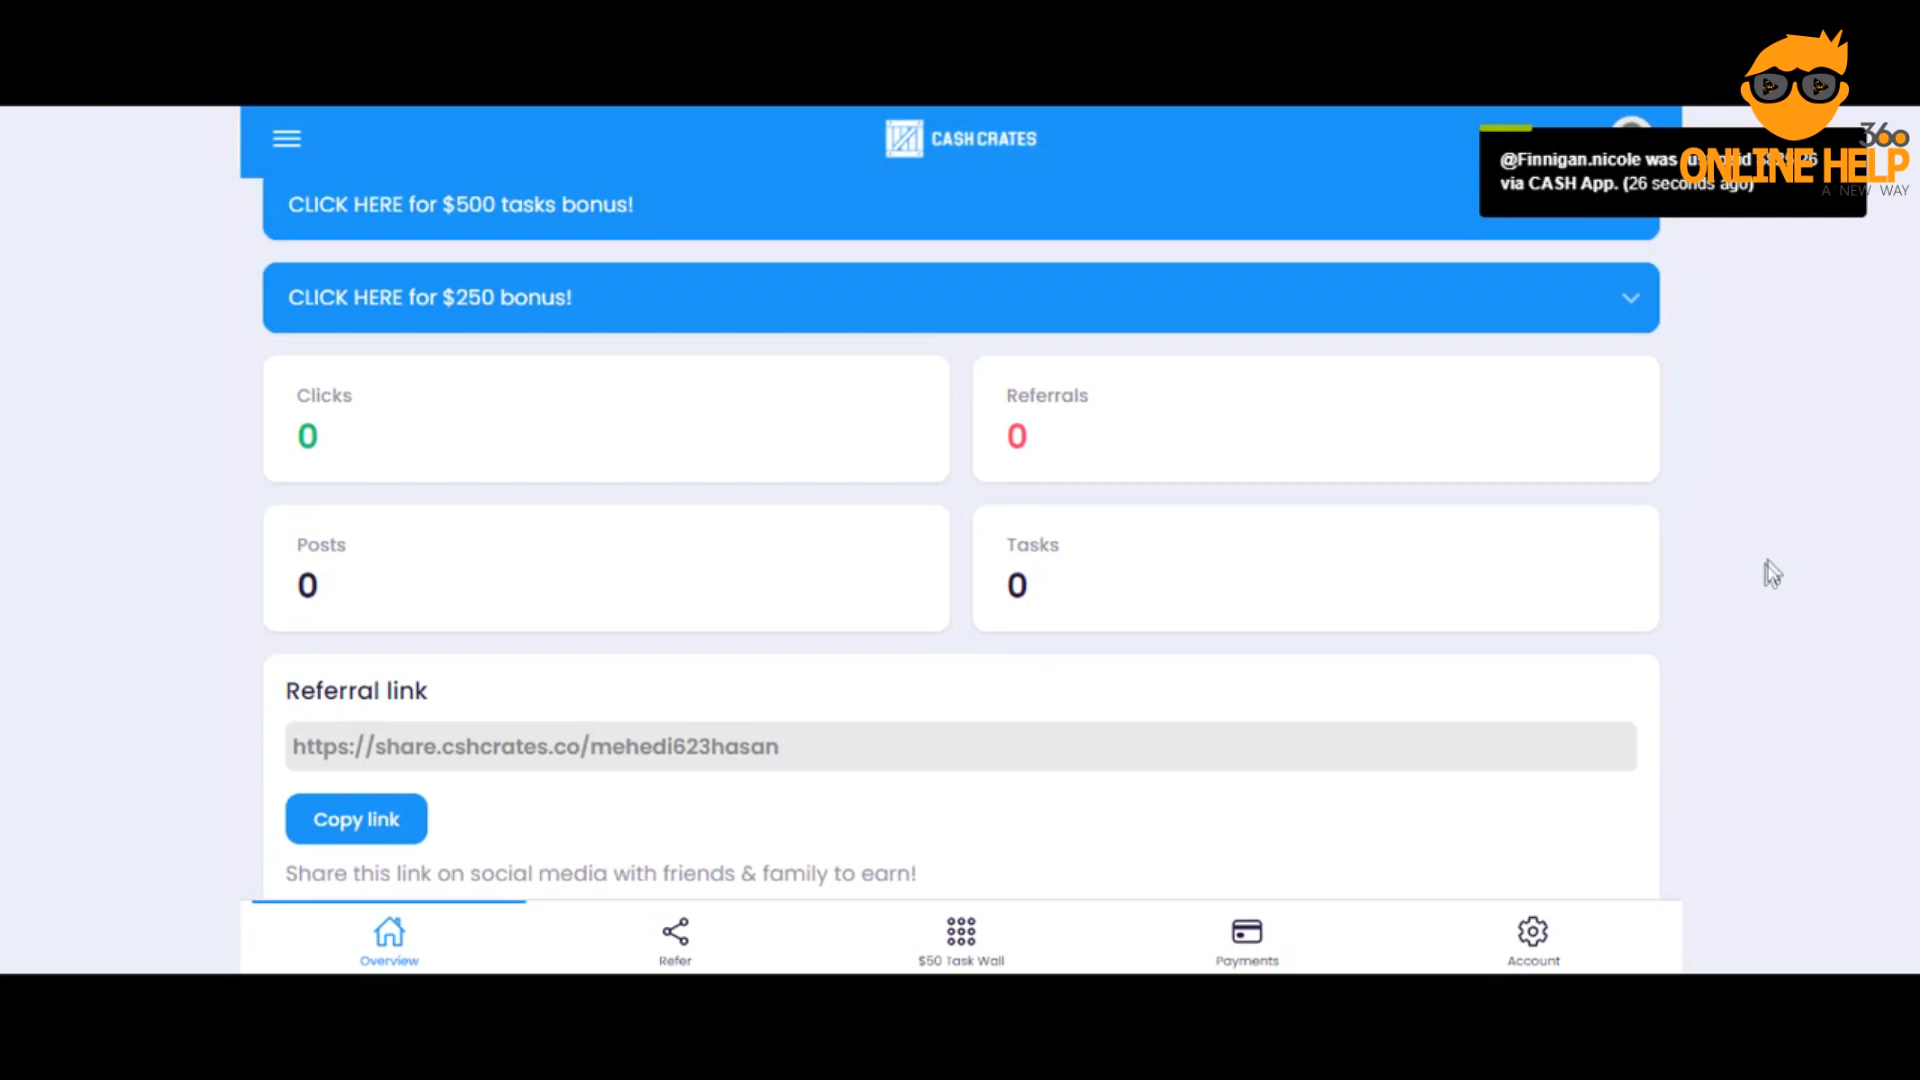 CASH CRATES
360
ONLINE HELP
A NEW WAY
@Finnigan.nicole was
via CASH App. (26 seconds ago)
CLICK HERE for $500 tasks bonus!
CLICK HERE for $250 bonus!
Clicks
0
Referrals
0
Posts
0
Tasks
0
Referral link
https://share.cshcrates.co/mehedi623hasan
Copy link
Share this link on social media with friends & family to earn!
Overview
Refer
$50 Task Wall
Payments
Account